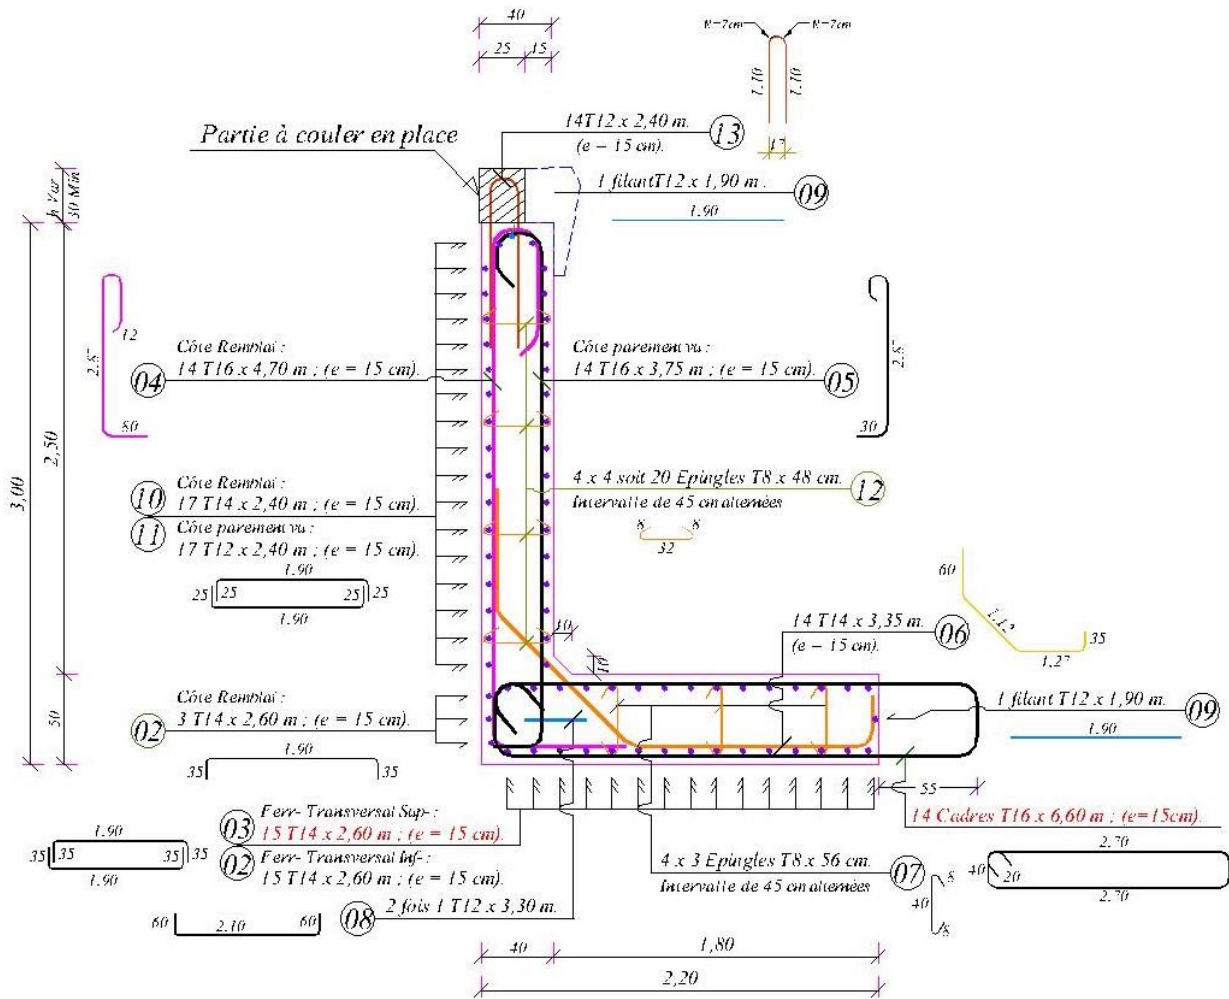 40
25
15
R=7cm
R=7cm
1.10
1.10
17
14T12 x 2,40 m.
(e = 15 cm).
13
Partie à couler en place
1 filantT12 x 1,90 m.
09
1.90
h Var
30 Min
3,00
2,50
50
12
2.87
80
04
Côte Remblai :
14 T16 x 4,70 m ; (e = 15 cm).
Côte parement vu :
14 T16 x 3,75 m ; (e = 15 cm).
05
2.87
30
10
Côte Remblai :
17 T14 x 2,40 m ; (e = 15 cm).
11
Côte parement vu :
17 T12 x 2,40 m ; (e = 15 cm).
1.90
25
25
25
25
1.90
4 x 4 soit 20 Epingles T8 x 48 cm.
Intervalle de 45 cm alternées
12
8
8
32
60
1,12
35
1,27
10
10
14 T14 x 3,35 m.
(e = 15 cm).
06
Côte Remblai :
3 T14 x 2,60 m ; (e = 15 cm).
02
1.90
35
35
1 filant T12 x 1,90 m.
09
1.90
55
03
Ferr- Transversal Sup- :
15 T14 x 2,60 m ; (e = 15 cm).
02
Ferr- Transversal Inf- :
15 T14 x 2,60 m ; (e = 15 cm).
1.90
35
35
35
35
1.90
14 Cadres T16 x 6,60 m ; (e=15cm).
2.70
40
20
2.70
4 x 3 Epingles T8 x 56 cm.
Intervalle de 45 cm alternées
07
8
40
8
60
2.10
60
08
2 fois 1 T12 x 3,30 m.
40
1,80
2,20